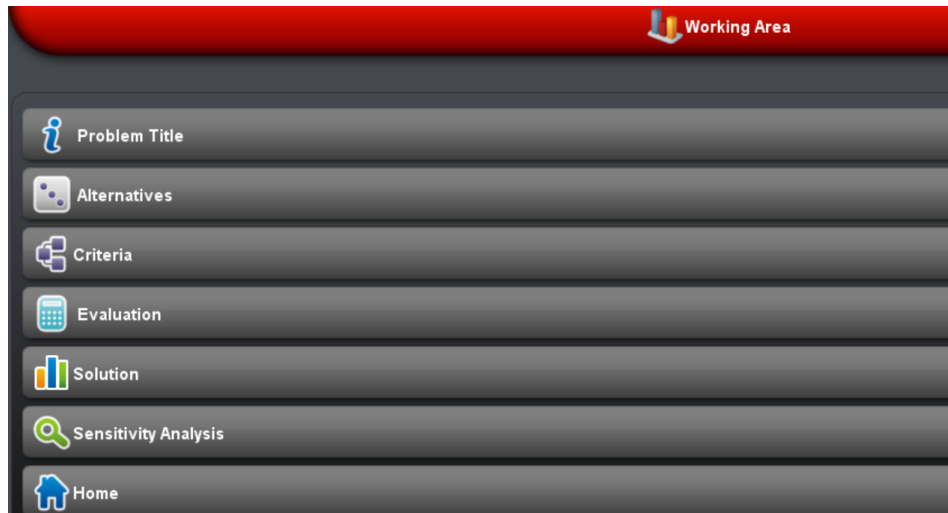 Working Area
Problem Title
Alternatives
Criteria
Evaluation
Solution
Sensitivity Analysis
Home